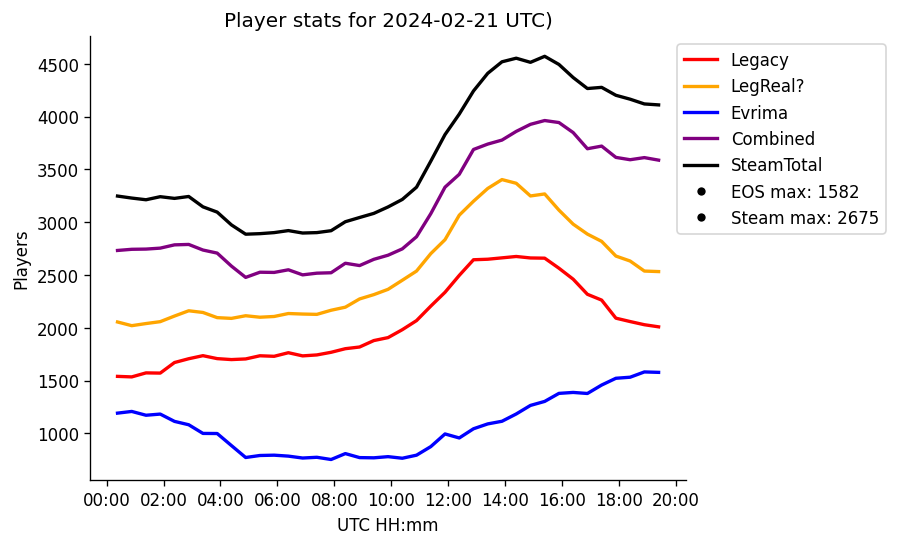 Player stats for 2024-02-21 UTC)
4500
4000
3500
3000
2500
2000
1500
1000
Players
00:00 02:00 04:00 06:00 08:00 10:00 12:00 14:00 16:00 18:00 20:00
UTC HH:mm
Legacy
LegReal?
Evrima
Combined
SteamTotal
EOS max: 1582
Steam max: 2675